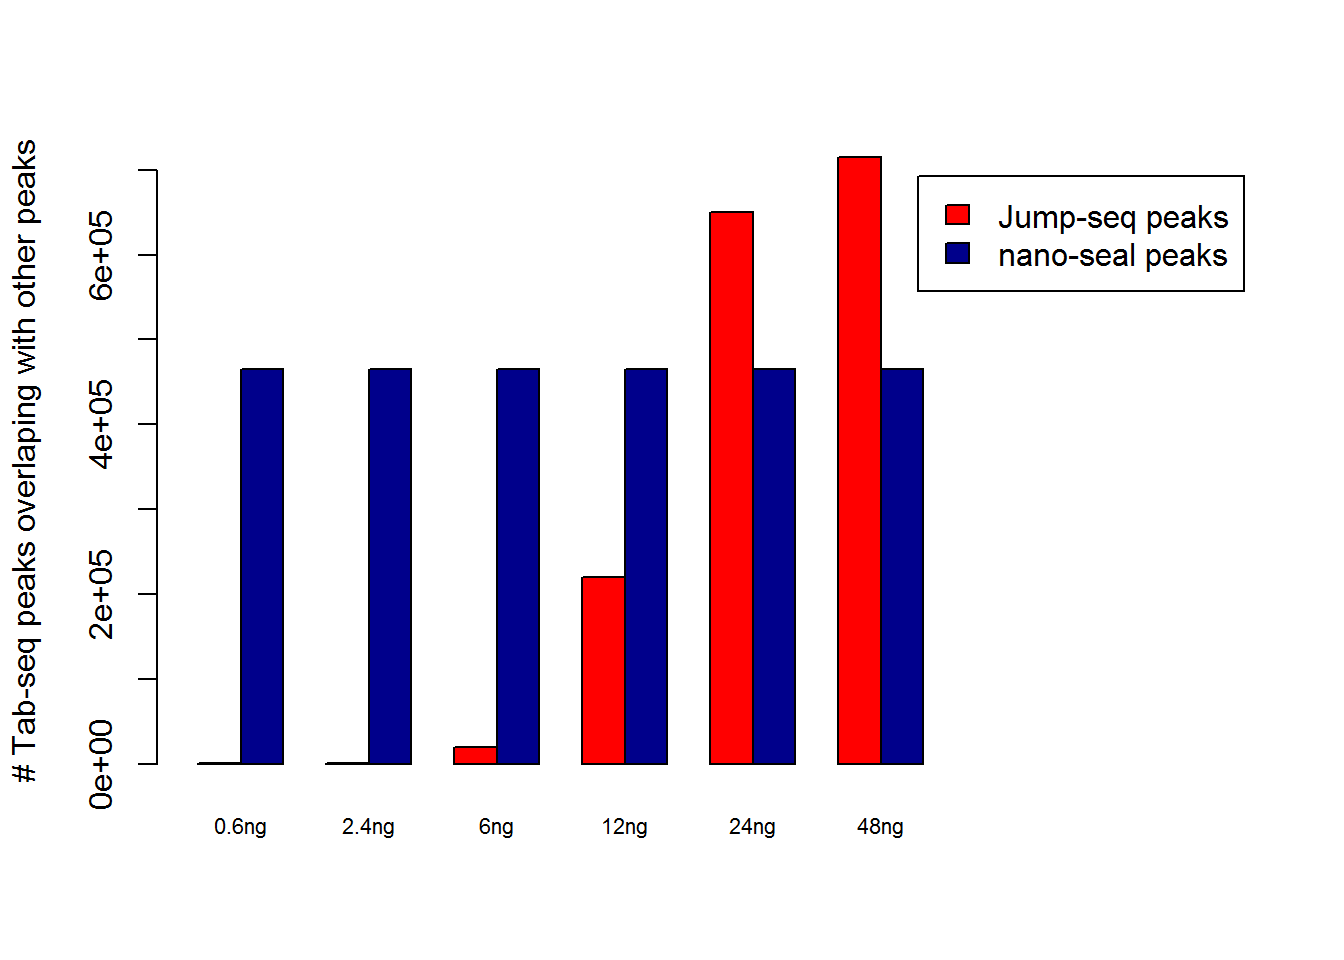 # Tab-seq peaks overlaping with other peaks
6e+05
4e+05
2e+05
0e+00
Jump-seq peaks
nano-seal peaks
0.6ng 2.4ng 6ng 12ng 24ng 48ng